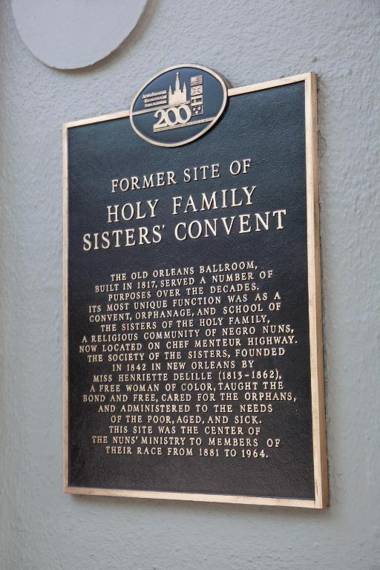 200
FORMER SITE OF
HOLY FAMILY
SISTERS' CONVENT
THE OLD ORLEANS BALLROOM,
BUILT IN 1817, SERVED A NUMBER OF
PURPOSES OVER THE DECADES.
ITS MOST UNIQUE FUNCTION WAS AS A
CONVENT, ORPHANAGE, AND SCHOOL OF
THE SISTERS OF THE HOLY FAMILY,
A RELIGIOUS COMMUNITY OF NEGRO NUNS,
NOW LOCATED ON CHEF MENTEUR HIGHWAY.
THE SOCIETY OF THE SISTERS, FOUNDED
IN 1842 IN NEW ORLEANS BY
MISS HENRIETTE DELILLE (1813-1862),
A FREE WOMAN OF COLOR, TAUGHT THE
BOND AND FREE, CARED FOR THE ORPHANS,
AND ADMINISTERED TO THE NEEDS
OF THE POOR, AGED, AND SICK.
THIS SITE WAS THE CENTER OF
THE NUNS' MINISTRY TO MEMBERS OF
THEIR RACE FROM 1881 TO 1964.